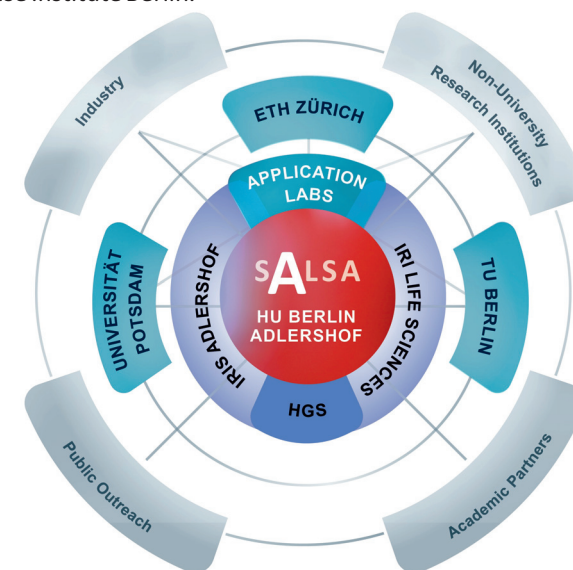 Industry
Non-University
Research Institutions
ETH ZÜRICH
APPLICATION
LABS
UNIVERSITÄT
POTSDAM
IRIS ADLERSHOF
SALSA
HU BERLIN
ADLERSHOF
IRI LIFE SCIENCES
TU BERLIN
HGS
Public Outreach
Academic Partners